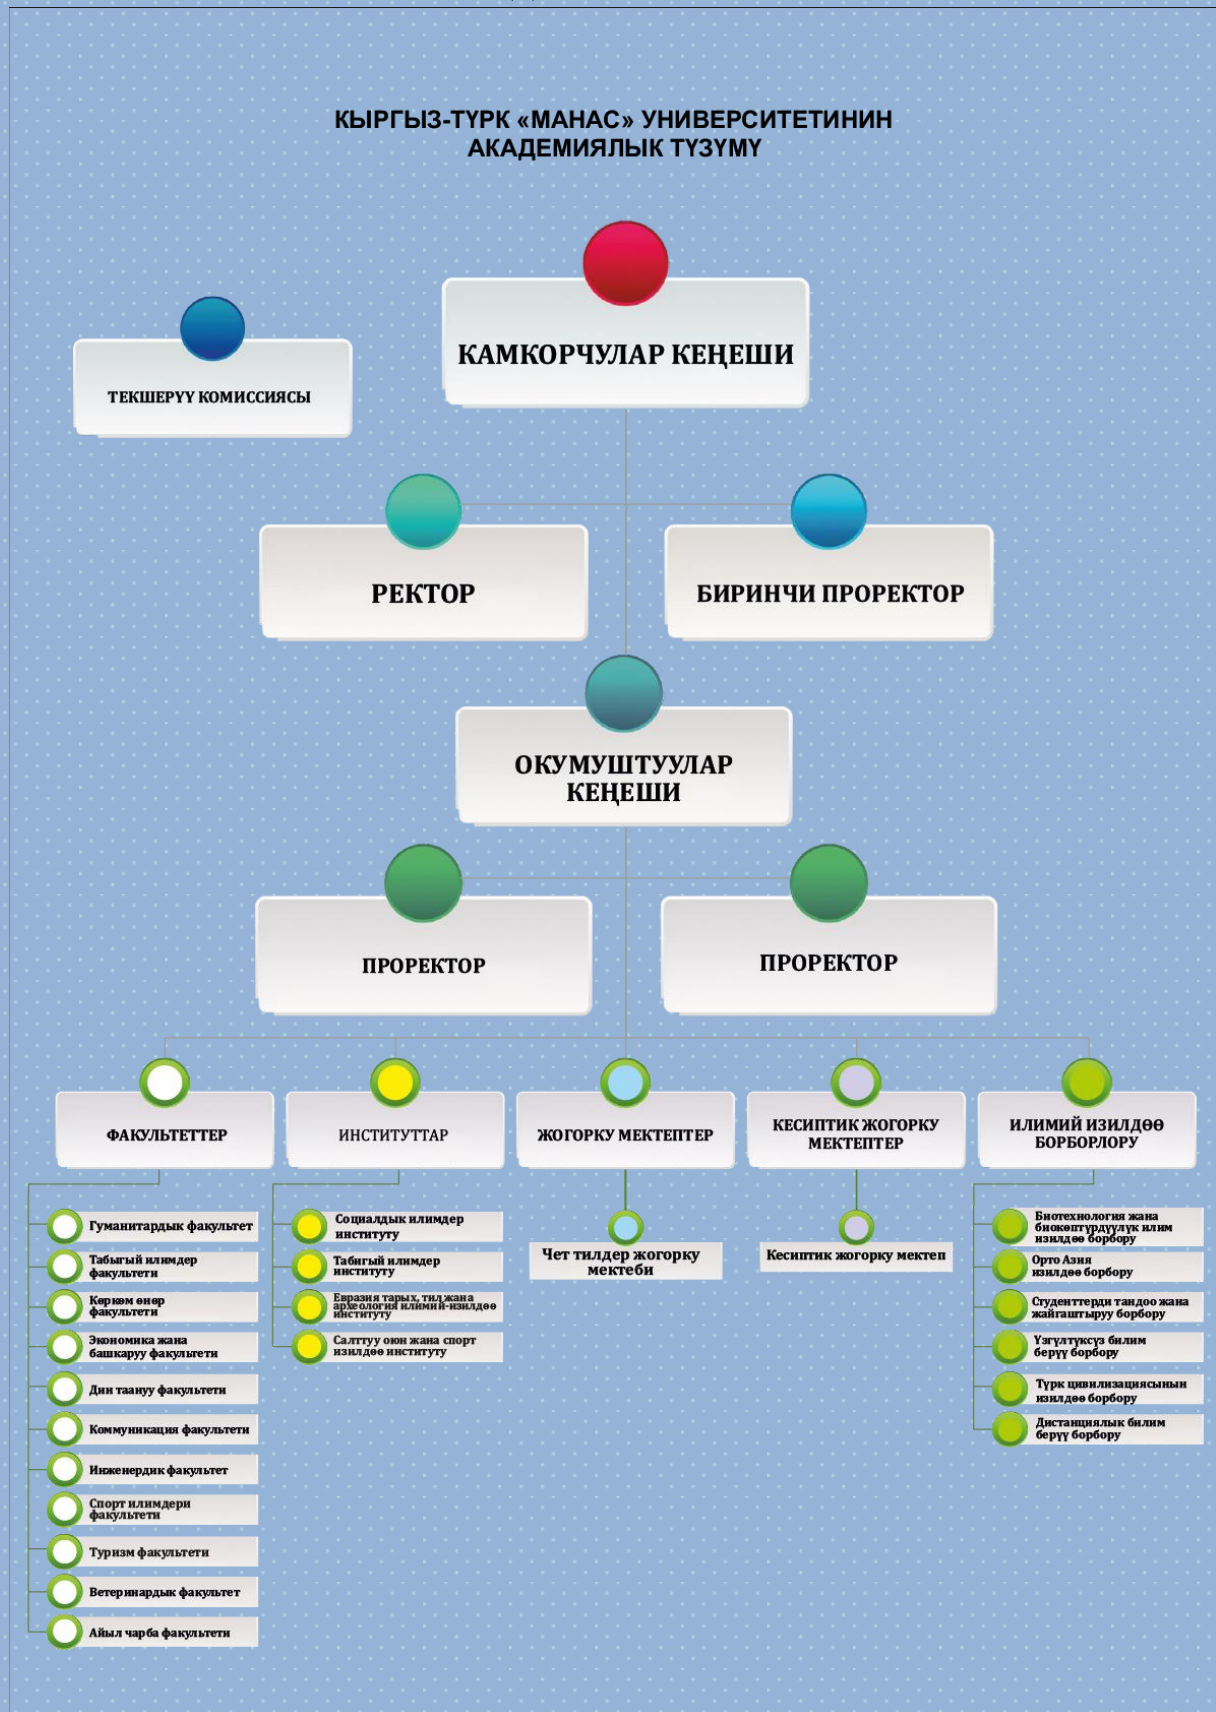 КЫРГЫЗ-ТҮРК «МАНАС» УНИВЕРСИТЕТИНИН
АКАДЕМИЯЛЫК ТҮЗҮМҮ
КАМКОРЧУЛАР КЕҢЕШИ
ТЕКШЕРҮҮ КОМИССИЯСЫ
РЕКТОР
БИРИНЧИ ПРОРЕКТОР
ОКУМУШТУУЛАР
КЕҢЕШИ
ПРОРЕКТОР
ПРОРЕКТОР
ФАКУЛЬТЕТТЕР
Гуманитардык факультет
Табыгый илимдер
факультети
Көркөм өнөр
факультети
Экономика жана
башкаруу факультети
Дин таануу факультети
Коммуникация факультети
Инженердик факультет
Спорт илимдери
факультети
Туризм факультети
Ветеринардык факультет
Айыл чарба факультети
ИНСТИТУТТАР
Социалдык илимдер
институту
Табигый илимдер
институту
Евразия тарых, тил жана
археология илимий-изилдөө
институту
Салттуу оюн жана спорт
изилдөө институту
ЖОГОРКУ МЕКТЕПТЕР
Чет тилдер жогорку
мектеби
КЕСИПТИК ЖОГОРКУ
МЕКТЕПТЕР
Кесиптик жогорку мектеп
ИЛИМИЙ ИЗИЛДӨӨ
БОРБОРЛОРУ
Биотехнология жана
биокөптүрдүүлүк илим
изилдөө борбору
Орто Азия
изилдөө борбору
Студенттерди тандоо жана
жайгаштыруу борбору
Үзгүлтүксүз билим
берүү борбору
Түрк цивилизациясынын
изилдөө борбору
Дистанциялык билим
берүү борбору